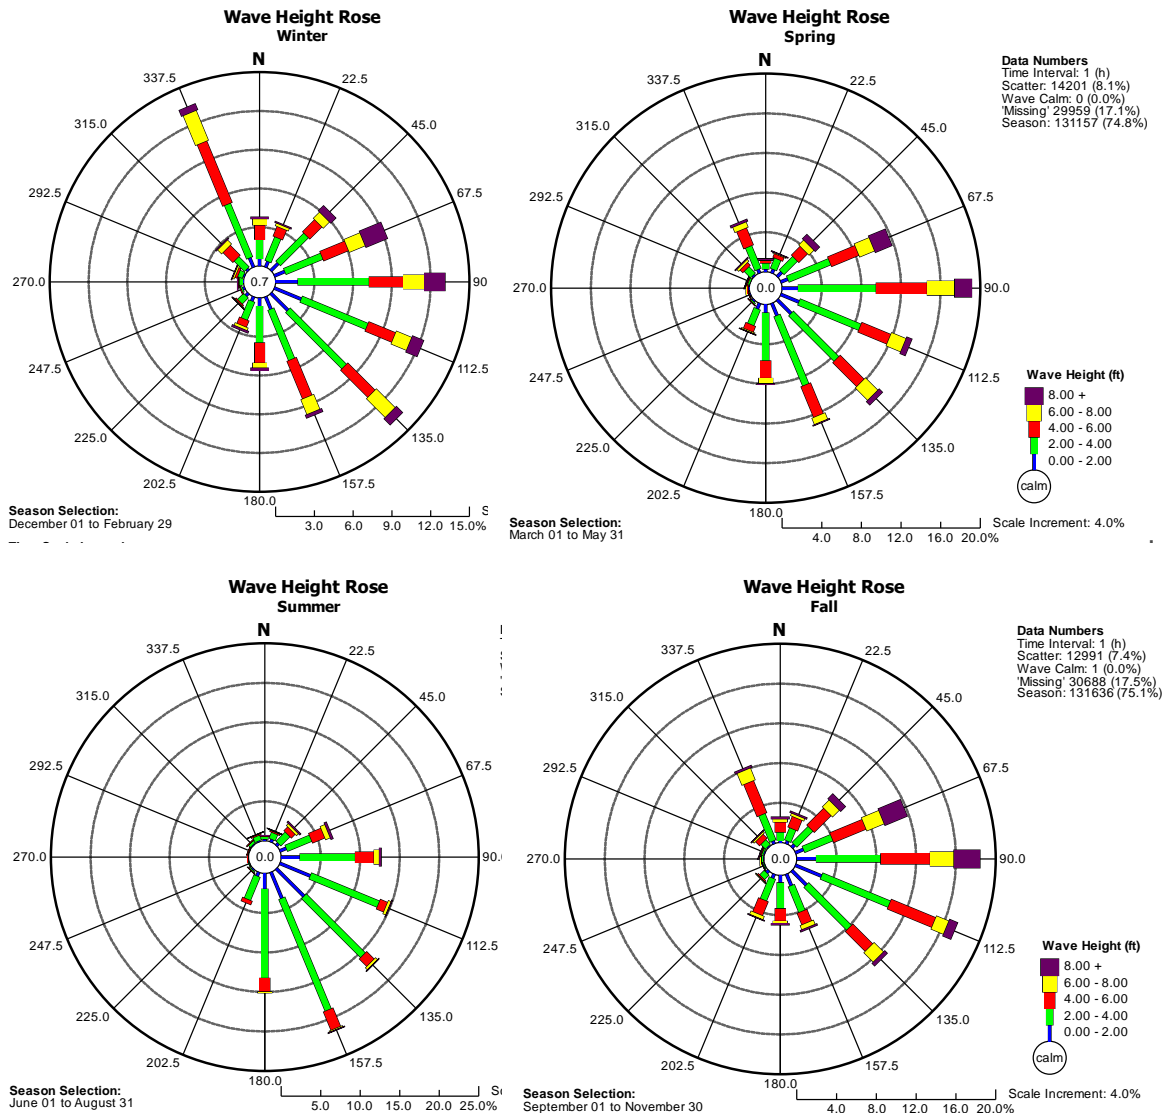 Wave Height Rose
Winter
N
22.5
45.0
67.5
90
112.5
135.0
157.5
180.0
202.5
225.0
247.5
270.0
292.5
315.0
337.5
0.7
Season Selection:
December 01 to February 29
3.0 6.0 9.0 12.0 15.0%
Wave Height Rose
Spring
N
22.5
45.0
67.5
90.0
112.5
135.0
157.5
180.0
202.5
225.0
247.5
270.0
292.5
315.0
337.5
0.0
Data Numbers
Time Interval: 1 (h)
Scatter: 14201 (8.1%)
Wave Calm: 0 (0.0%)
'Missing' 29959 (17.1%)
Season: 131157 (74.8%)
Wave Height (ft)
8.00 +
6.00 - 8.00
4.00 - 6.00
2.00 - 4.00
0.00 - 2.00
calm
Season Selection:
March 01 to May 31
4.0 8.0 12.0 16.0 20.0%
Scale Increment: 4.0%
Wave Height Rose
Summer
N
22.5
45.0
67.5
90.
112.5
135.0
157.5
180.0
202.5
225.0
247.5
270.0
292.5
315.0
337.5
0.0
Season Selection:
June 01 to August 31
5.0 10.0 15.0 20.0 25.0%
Wave Height Rose
Fall
N
22.5
45.0
67.5
90.0
112.5
135.0
157.5
180.0
202.5
225.0
247.5
270.0
292.5
315.0
337.5
0.0
Data Numbers
Time Interval: 1 (h)
Scatter: 12991 (7.4%)
Wave Calm: 1 (0.0%)
'Missing' 30688 (17.5%)
Season: 131636 (75.1%)
Wave Height (ft)
8.00 +
6.00 - 8.00
4.00 - 6.00
2.00 - 4.00
0.00 - 2.00
calm
Season Selection:
September 01 to November 30
4.0 8.0 12.0 16.0 20.0%
Scale Increment: 4.0%